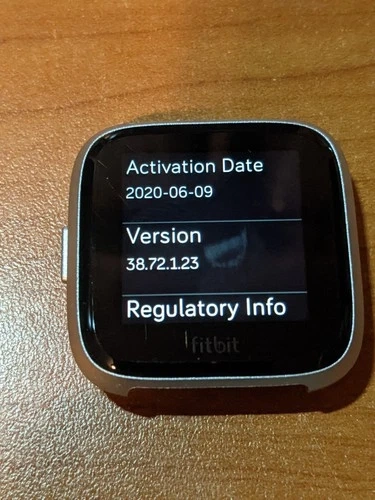 Activation Date
2020-06-09
Version
38.72.1.23
Regulatory Info
fitbit